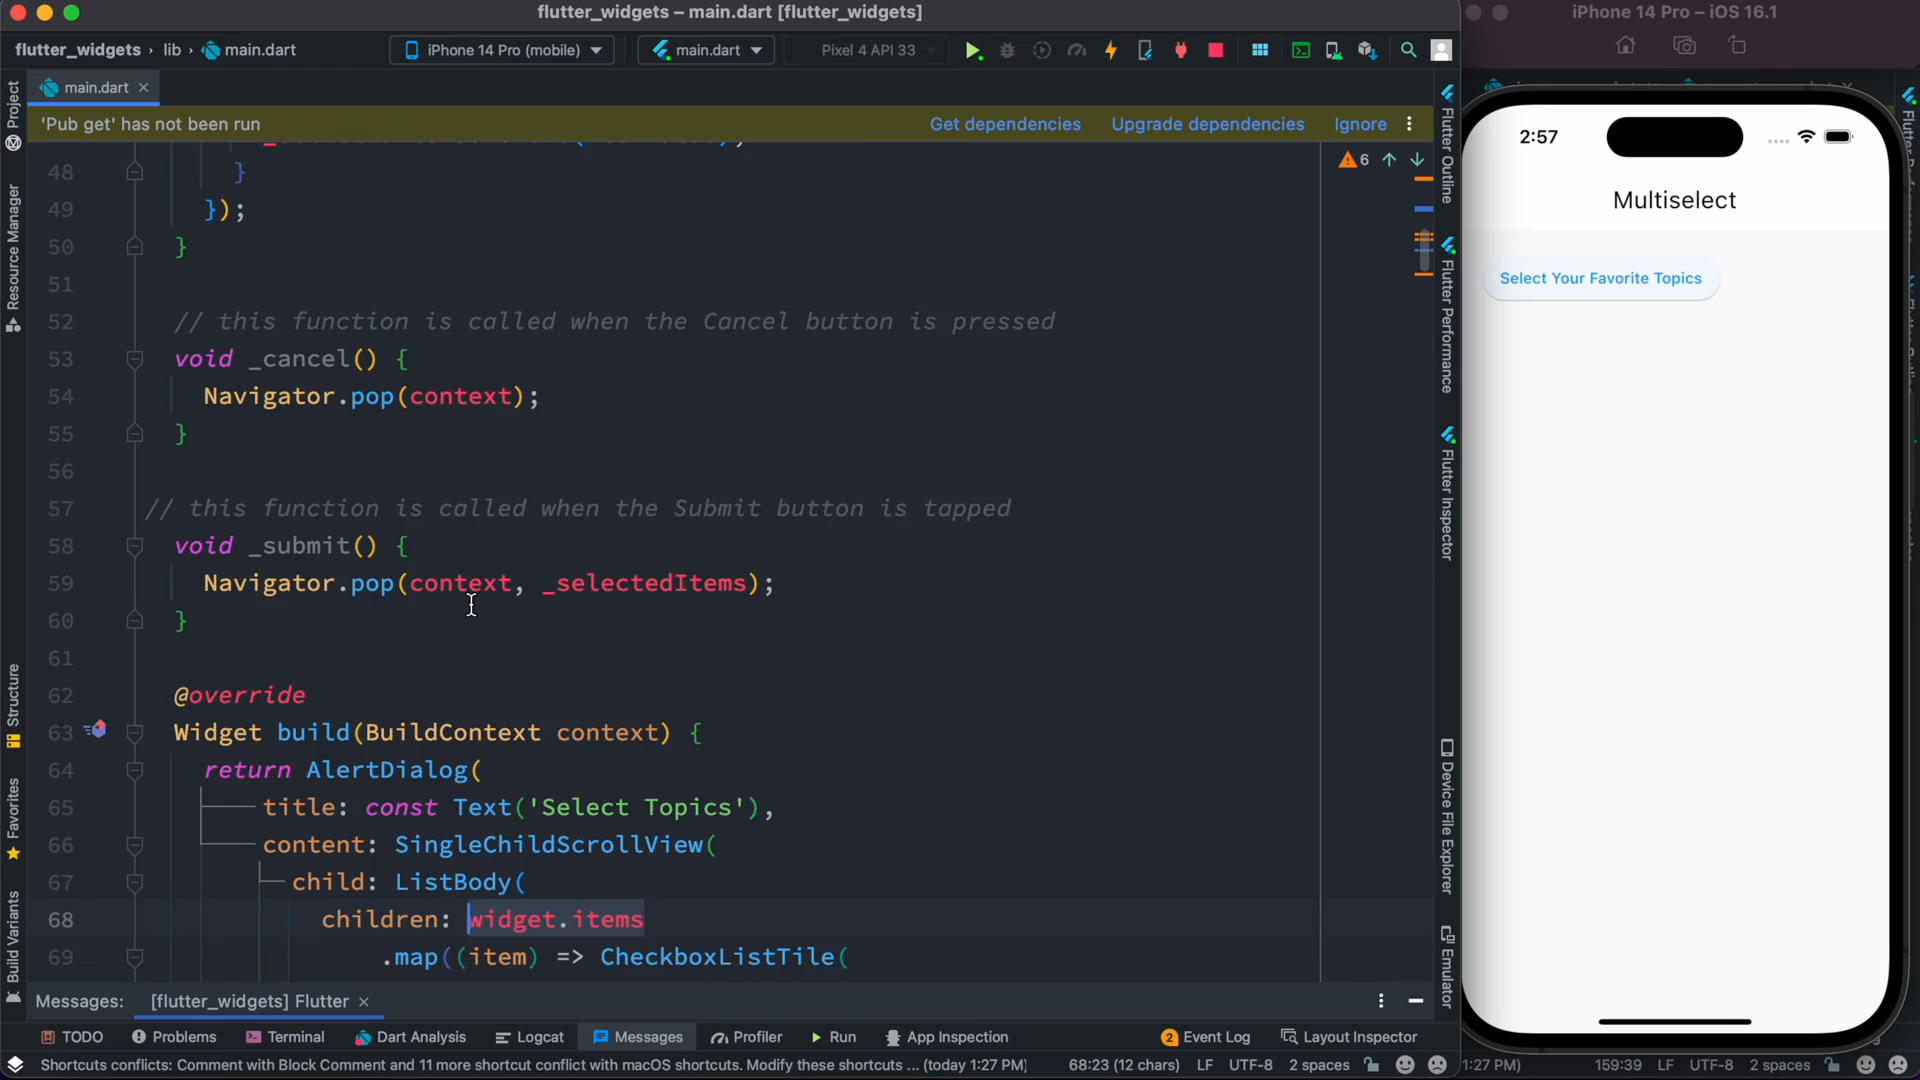 flutter_widgets – main.dart [flutter_widgets]
flutter_widgets › lib › main.dart
iPhone 14 Pro (mobile)
main.dart
Pixel 4 API 33
main.dart
'Pub get' has not been run
Get dependencies
Upgrade dependencies
Ignore
6
48 }
49 });
50 }
51
52 // this function is called when the Cancel button is pressed
53 void _cancel() {
54 Navigator.pop(context);
55 }
56
57 // this function is called when the Submit button is tapped
58 void _submit() {
59 Navigator.pop(context, _selectedItems);
60 }
61
62 @override
63 Widget build(BuildContext context) {
64 return AlertDialog(
65 title: const Text('Select Topics'),
66 content: SingleChildScrollView(
67 child: ListBody(
68 children: widget.items
69 .map((item) => CheckboxListTile(
Project
Resource Manager
Structure
Favorites
Build Variants
Flutter Outline
Flutter Performance
Flutter Inspector
Device File Explorer
Emulator
Messages:
[flutter_widgets] Flutter
TODO
Problems
Terminal
Dart Analysis
Logcat
Messages
Profiler
Run
App Inspection
2 Event Log
Layout Inspector
Shortcuts conflicts: Comment with Block Comment and 11 more shortcut conflict with macOS shortcuts. Modify these shortcuts ... (today 1:27 PM)
68:23 (12 chars)
LF
UTF-8
2 spaces
iPhone 14 Pro – iOS 16.1
2:57
Multiselect
Select Your Favorite Topics
1:27 PM)
159:39
LF
UTF-8
2 spaces